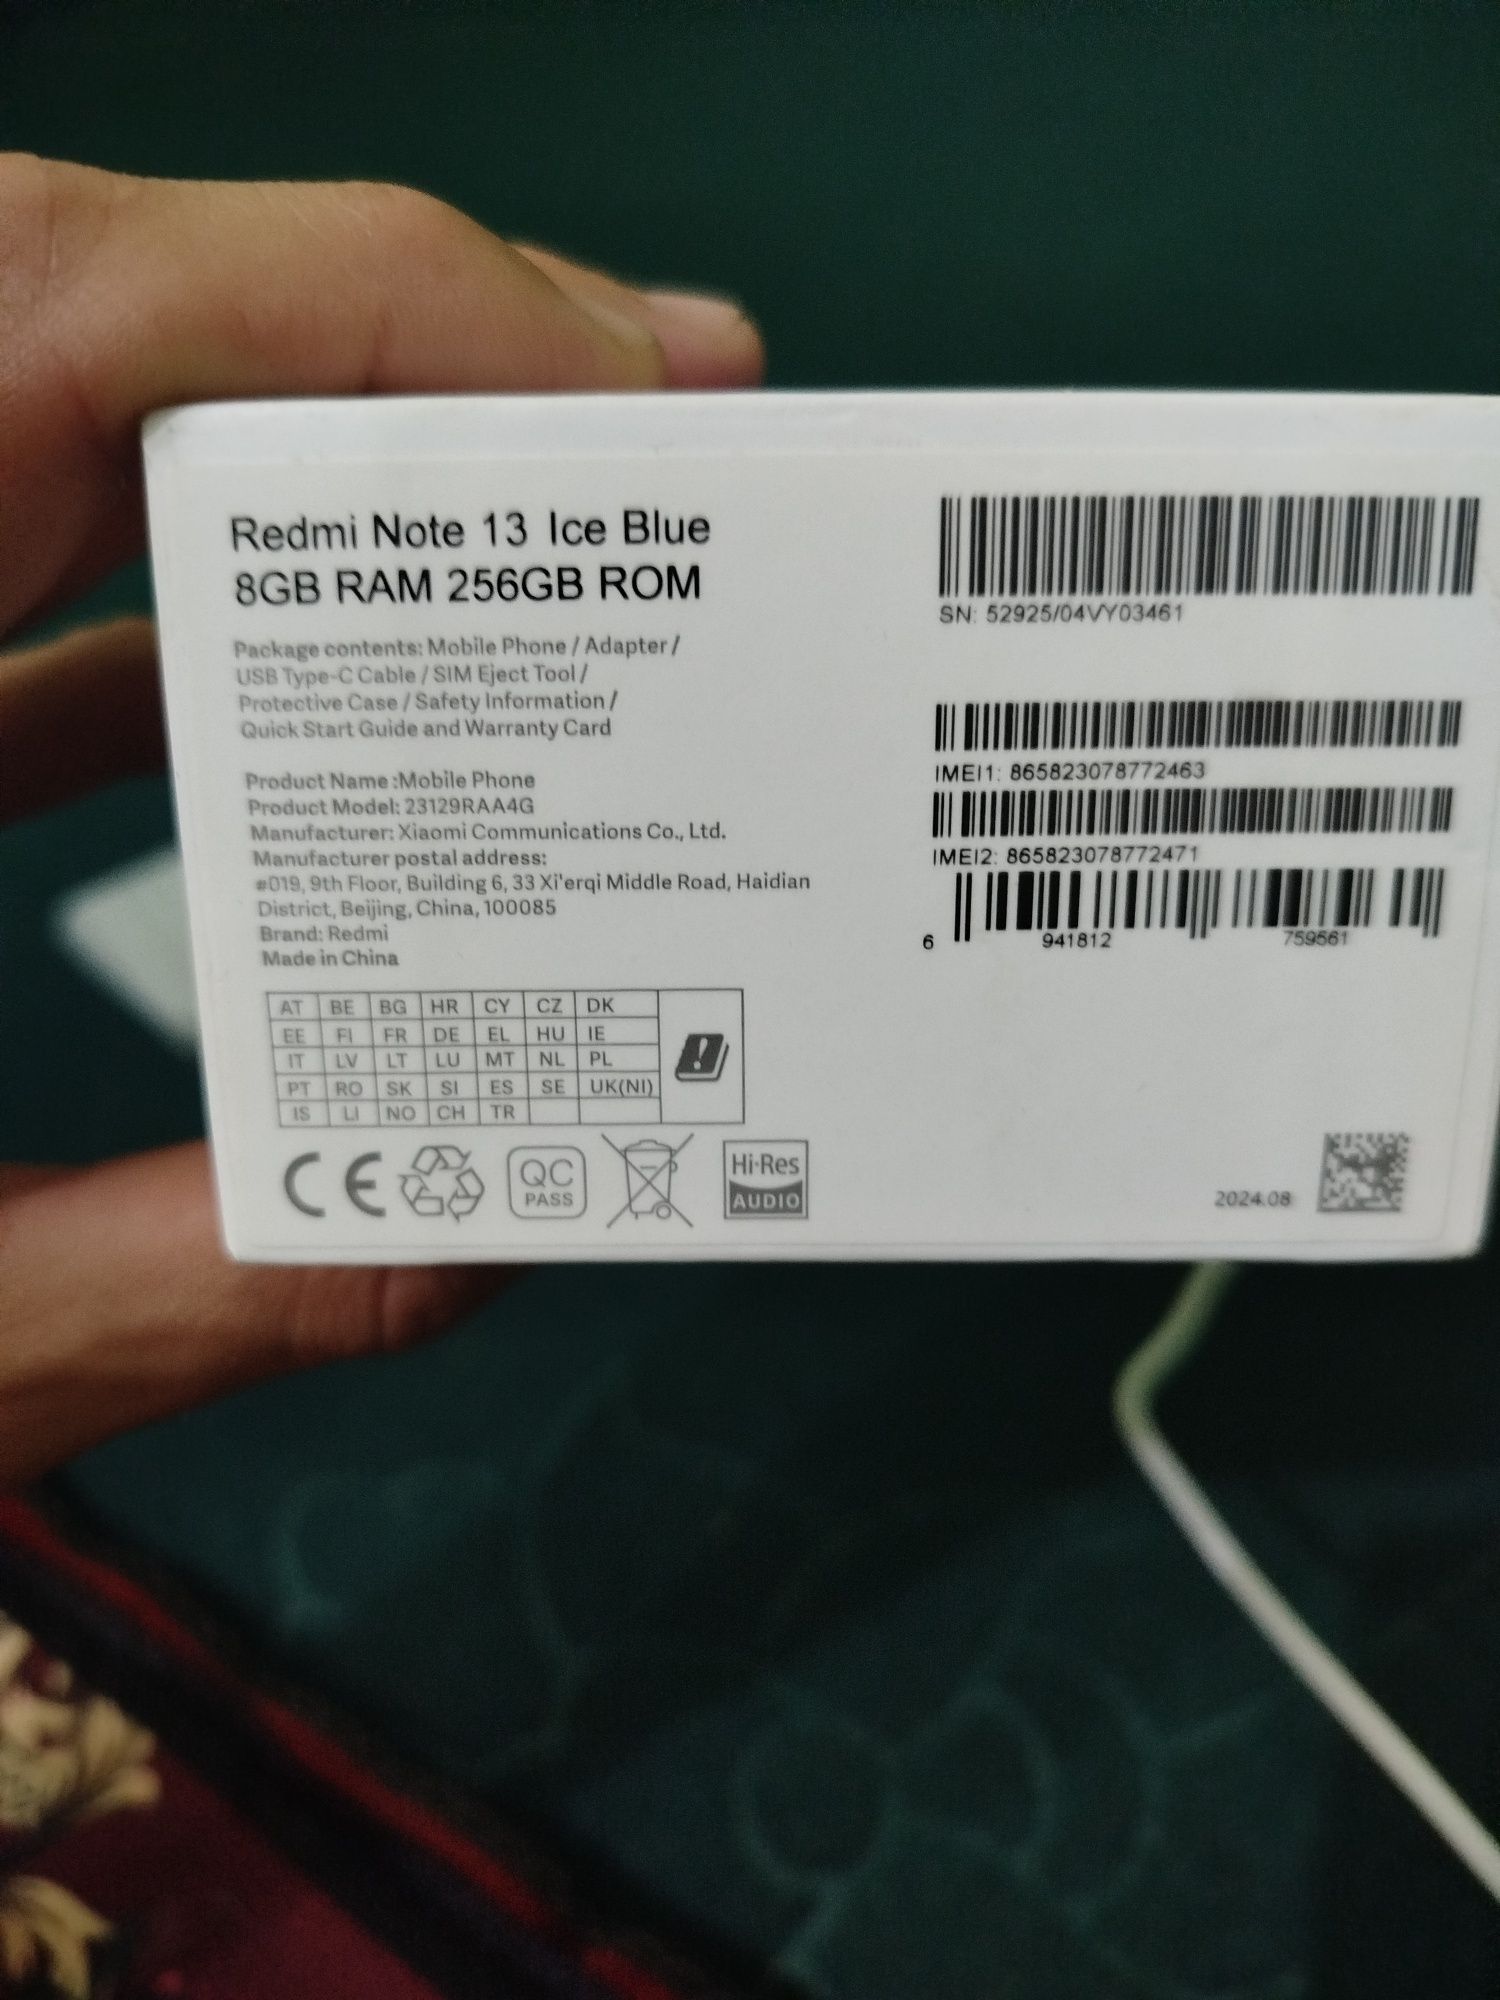 Redmi Note 13 Ice Blue
8GB RAM 256GB ROM
Package contents: Mobile Phone / Adapter /
USB Type-C Cable / SIM Eject Tool /
Protective Case / Safety Information /
Quick Start Guide and Warranty Card
Product Name :Mobile Phone
Product Model: 23129RAA4G
Manufacturer: Xiaomi Communications Co., Ltd.
Manufacturer postal address:
#019, 9th Floor, Building 6, 33 Xi'erqi Middle Road, Haidian
District, Beijing, China, 100085
Brand: Redmi
Made in China
AT BE BG HR CY CZ DK
EE FI FR DE EL HU IE
IT LV LT LU MT NL PL
PT RO SK SI ES SE UK(NI)
IS LI NO CH TR
CE
QC
PASS
Hi-Res
AUDIO
SN: 52925/04VY03461
IMEI1: 865823078772463
IMEI2: 865823078772471
6 941812 759561
2024.08